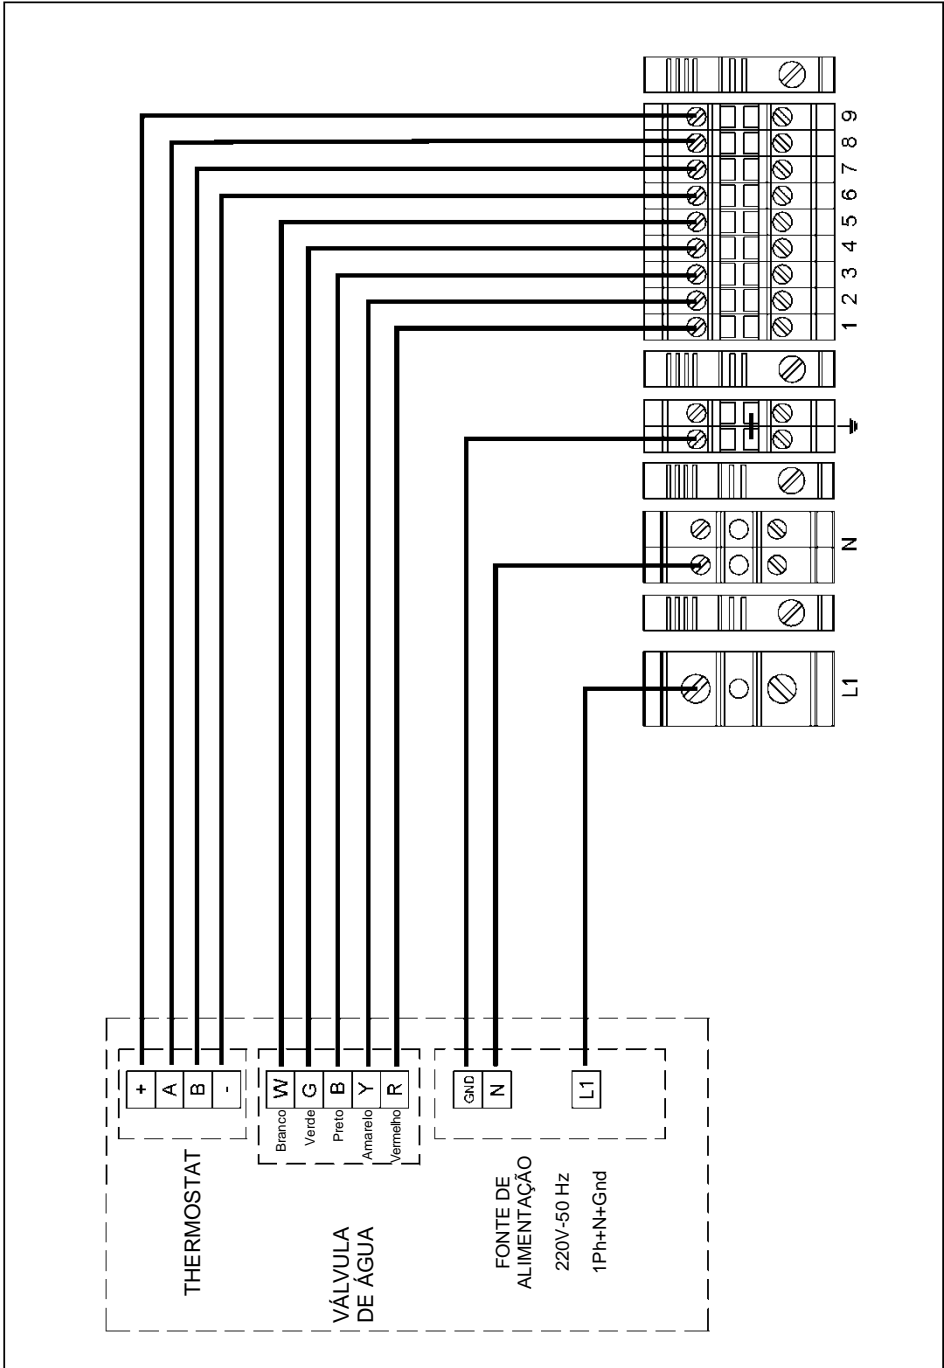 THERMOSTAT
+
A
B
-
VÁLVULA
DE ÁGUA
Branco W
Verde G
Preto B
Amarelo Y
Vermelho R
FONTE DE
ALIMENTAÇÃO
220V-50 Hz
1Ph+N+Gnd
GND
N
L1
9
8
7
6
5
4
3
2
1
N
L1